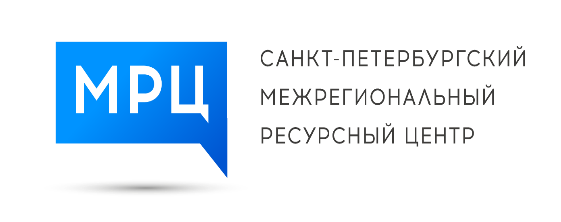 МРЦ
САНКТ-ПЕТЕРБУРГСКИЙ
МЕЖРЕГИОНАЛЬНЫЙ
РЕСУРСНЫЙ ЦЕНТР